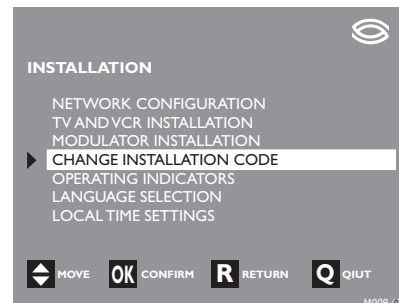 INSTALLATION
NETWORK CONFIGURATION
TV AND VCR INSTALLATION
MODULATOR INSTALLATION
CHANGE INSTALLATION CODE
OPERATING INDICATORS
LANGUAGE SELECTION
LOCAL TIME SETTINGS
MOVE OK CONFIRM R RETURN Q QIUT